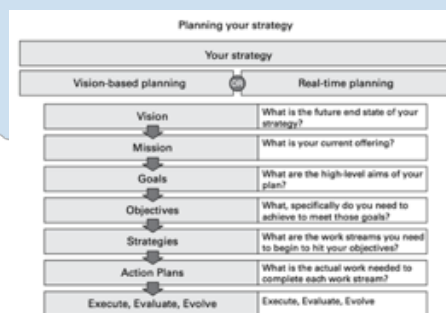 Planning your strategy
Your strategy
Vision-based planning
Real-time planning
Vision
What is the future end state of your
strategy?
Mission
What is your current offering?
Goals
What are the high-level aims of your
plan?
Objectives
What, specifically do you need to
achieve to meet those goals?
Strategies
What are the work streams you need
to begin to hit your objectives?
Action Plans
What is the actual work needed to
complete each work stream?
Execute, Evaluate, Evolve
Execute, Evaluate, Evolve